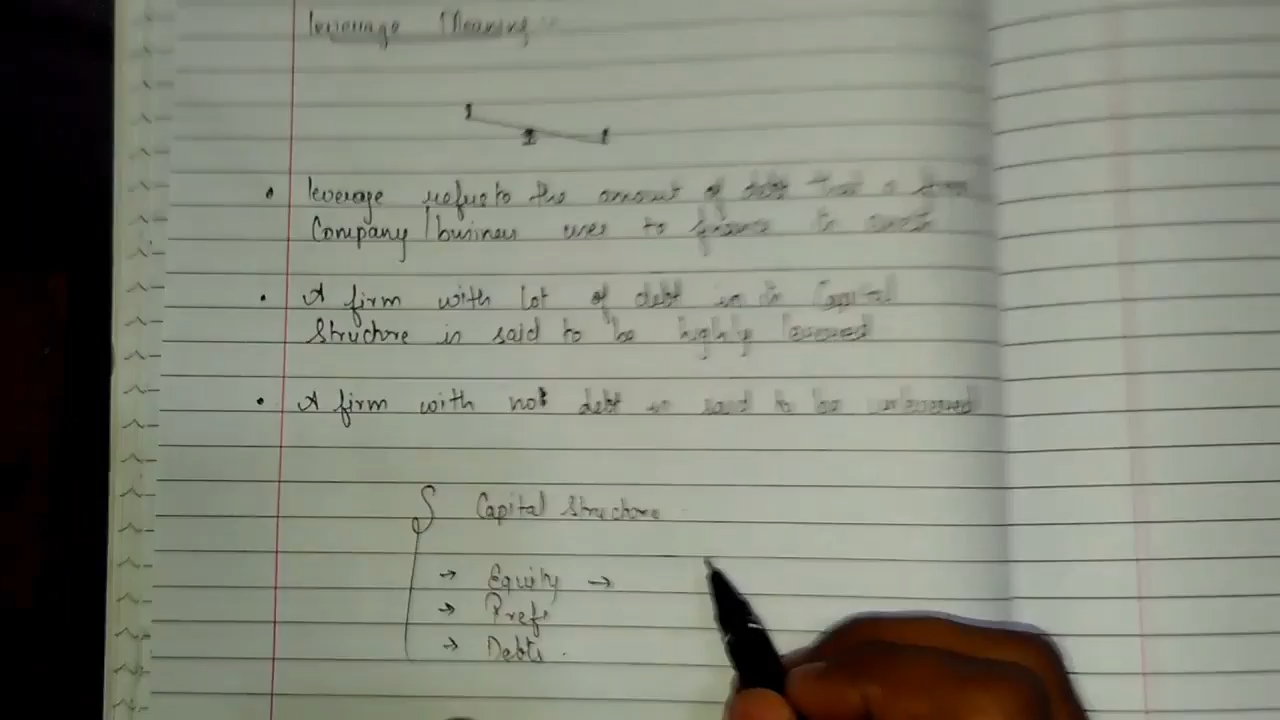 leverage Meaning
leverage refers to the amount of debt that a firm
Company / business uses to finance its assets
A firm with lot of debt in its Capital
Structure is said to be highly levered
A firm with not debt is said to be unlevered
Capital Structure
→ Equity →
→ Pref.
→ Debts.